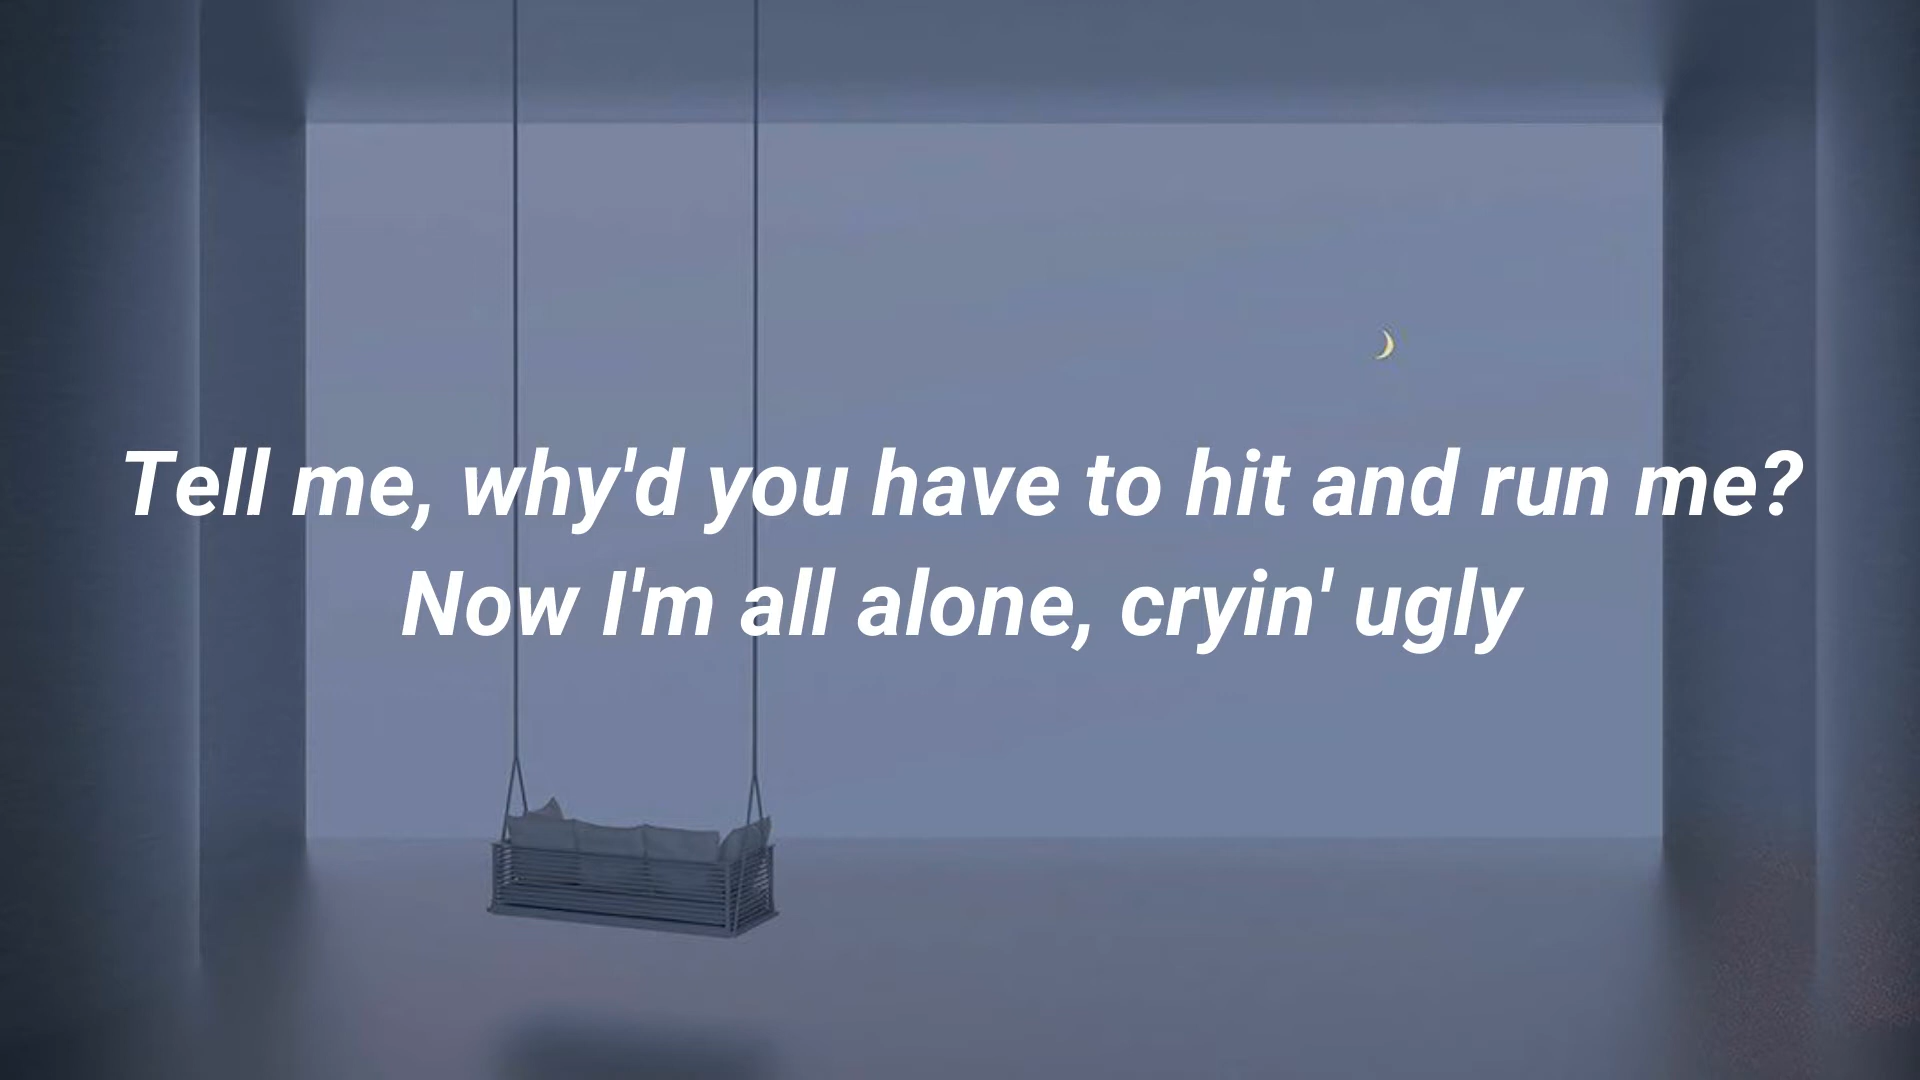 Tell me, why'd you have to hit and run me?
Now I'm all alone, cryin' ugly